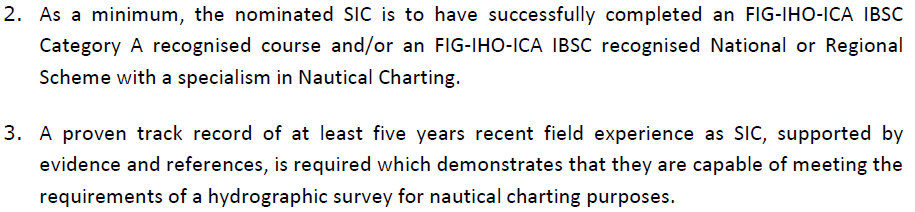 2. As a minimum, the nominated SIC is to have successfully completed an FIG-IHO-ICA IBSC
Category A recognised course and/or an FIG-IHO-ICA IBSC recognised National or Regional
Scheme with a specialism in Nautical Charting.
3. A proven track record of at least five years recent field experience as SIC, supported by
evidence and references, is required which demonstrates that they are capable of meeting the
requirements of a hydrographic survey for nautical charting purposes.